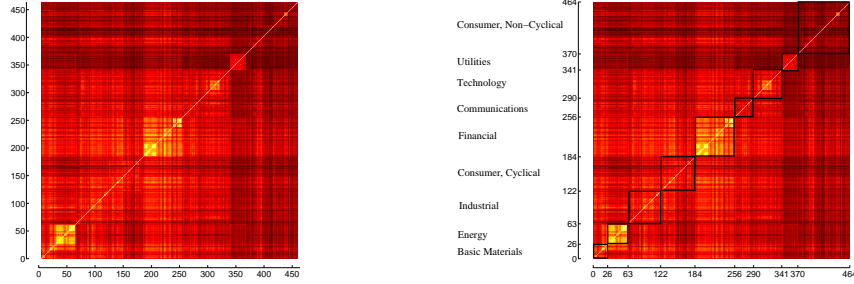 450
400
350
300
250
200
150
100
50
0
0 50 100 150 200 250 300 350 400 450
Consumer, Non−Cyclical
Utilities
Technology
Communications
Financial
Consumer, Cyclical
Industrial
Energy
Basic Materials
464
370
341
290
256
184
122
63
26
0
0 26 63 122 184 256 290 341 370 464